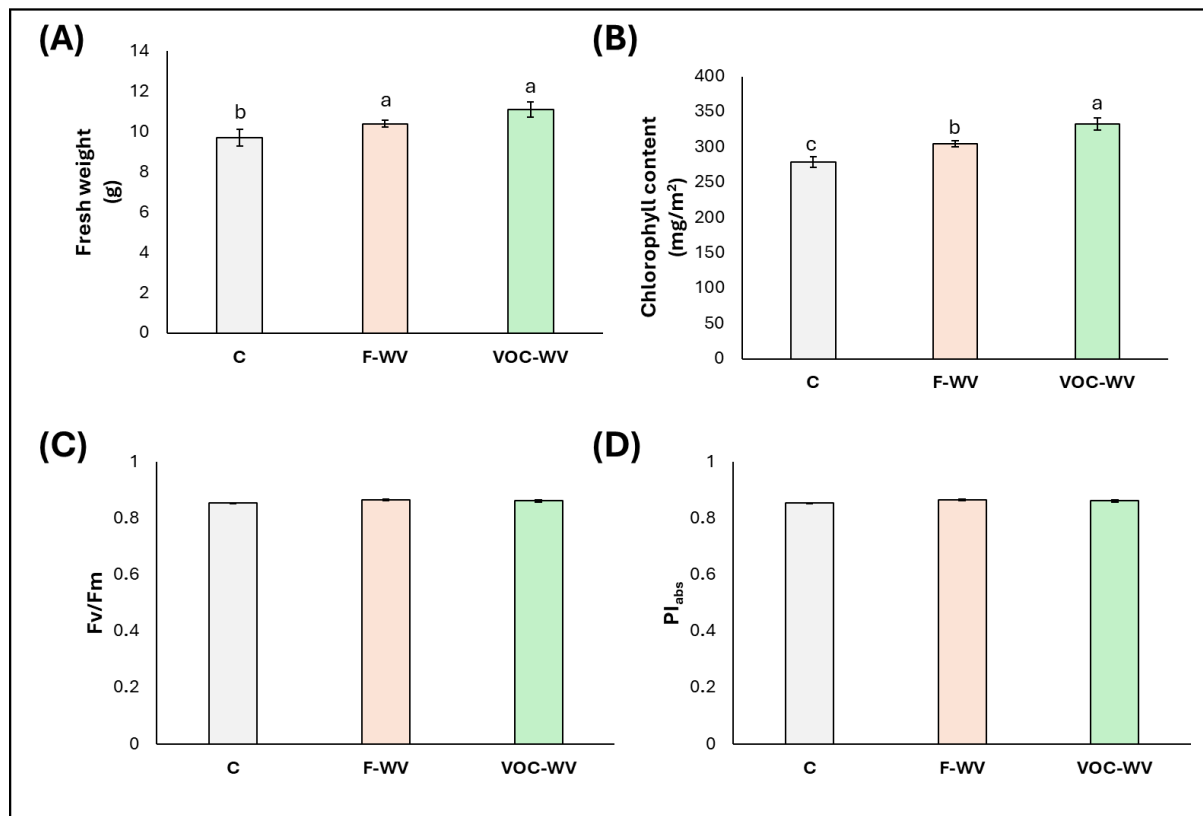 (A)
Fresh weight
(g)
14
12
10
8
6
4
2
0
b
a
a
C
F-WV
VOC-WV
(B)
Chlorophyll content
(mg/m²)
400
350
300
250
200
150
100
50
0
c
b
a
C
F-WV
VOC-WV
(C)
Fv/Fm
1
0.8
0.6
0.4
0.2
0
C
F-WV
VOC-WV
(D)
PIabs
1
0.8
0.6
0.4
0.2
0
C
F-WV
VOC-WV